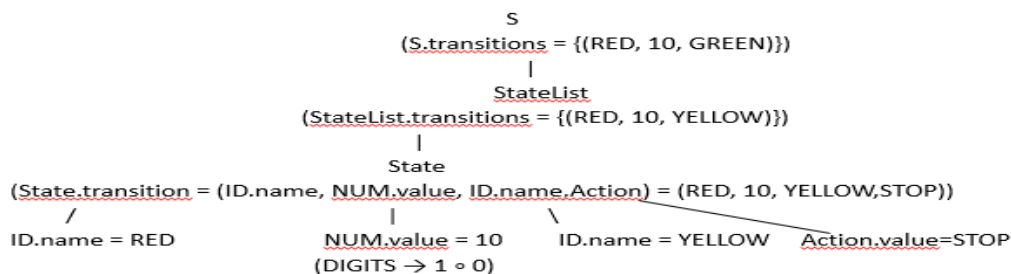 S
(S.transitions = {(RED, 10, GREEN)})
|
StateList
(StateList.transitions = {(RED, 10, YELLOW)})
|
State
(State.transition = (ID.name, NUM.value, ID.name.Action) = (RED, 10, YELLOW,STOP))
/ | \
ID.name = RED NUM.value = 10 ID.name = YELLOW Action.value=STOP
(DIGITS → 1 ∘ 0)